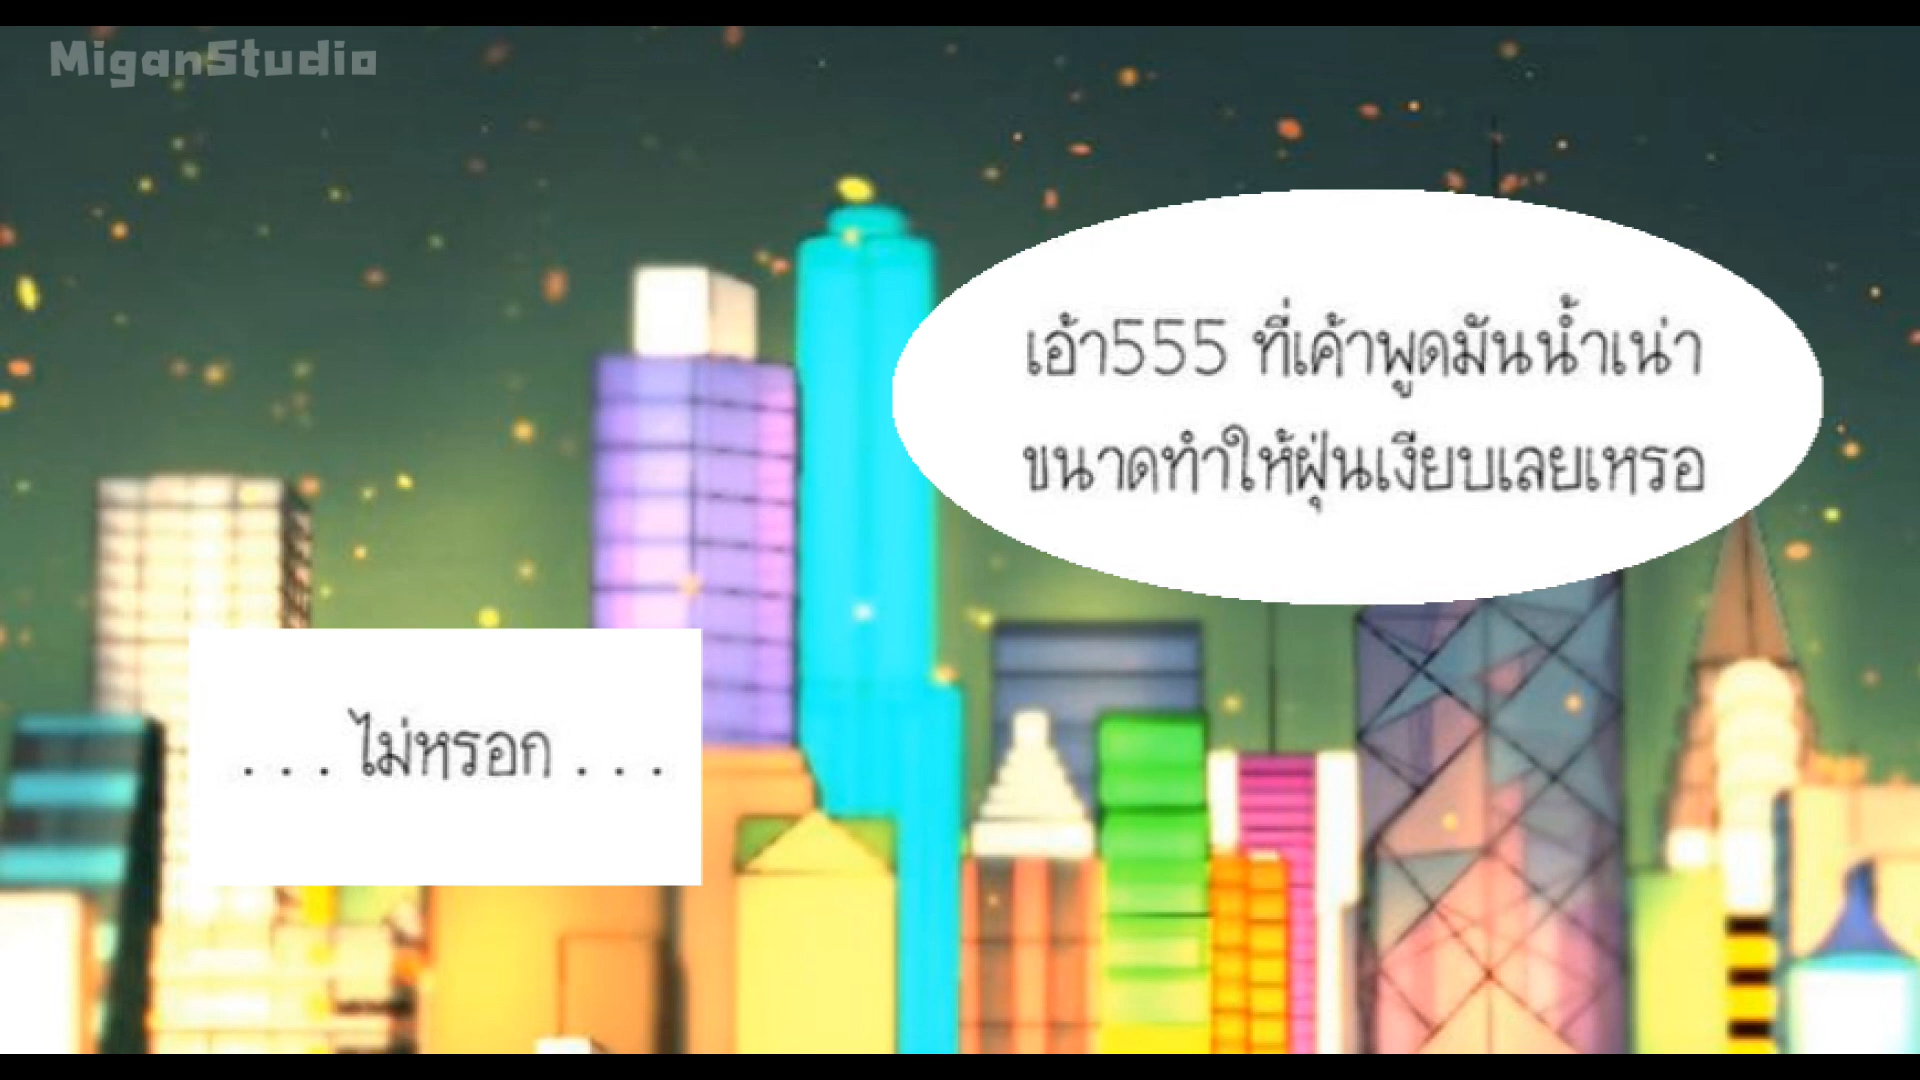 MiganStudio
เอ้า555 ที่เค้าพูดมันน้ำเน่า
ขนาดทำให้ฝุ่นเงียบเลยเหรอ
...ไม่หรอก...